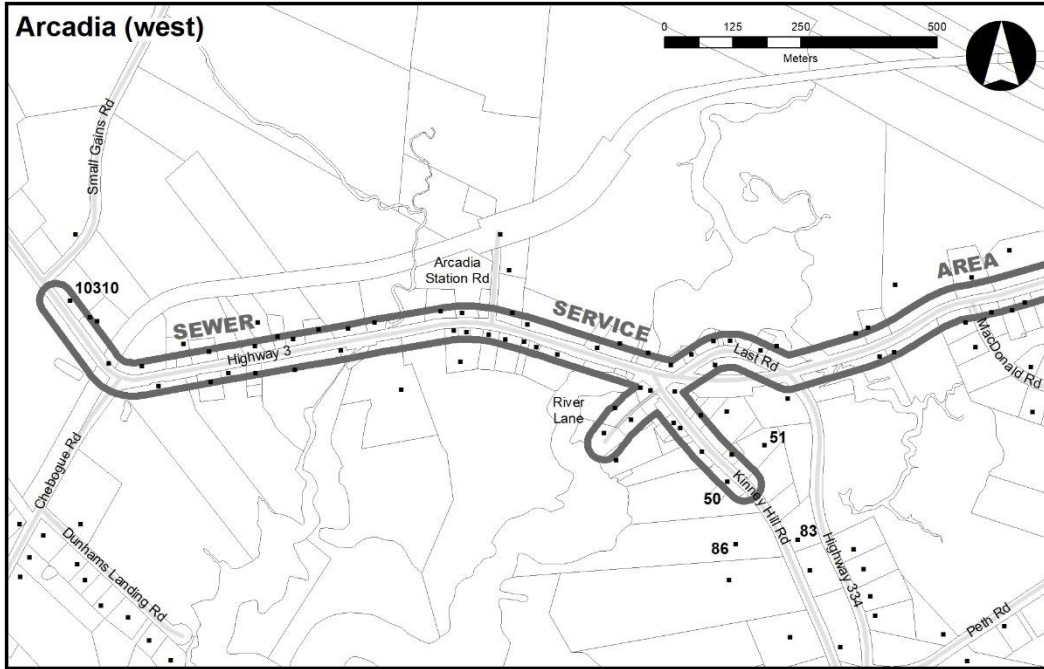 Arcadia (west)
0 125 250 500
Meters
Small Gains Rd
10310
Arcadia
Station Rd
SEWER
SERVICE
AREA
Highway 3
Last Rd
MacDonald Rd
River
Lane
51
50
Kinney Hill Rd
Chebogue Rd
Dunhams Landing Rd
86
83
Highway 334
Peth Rd